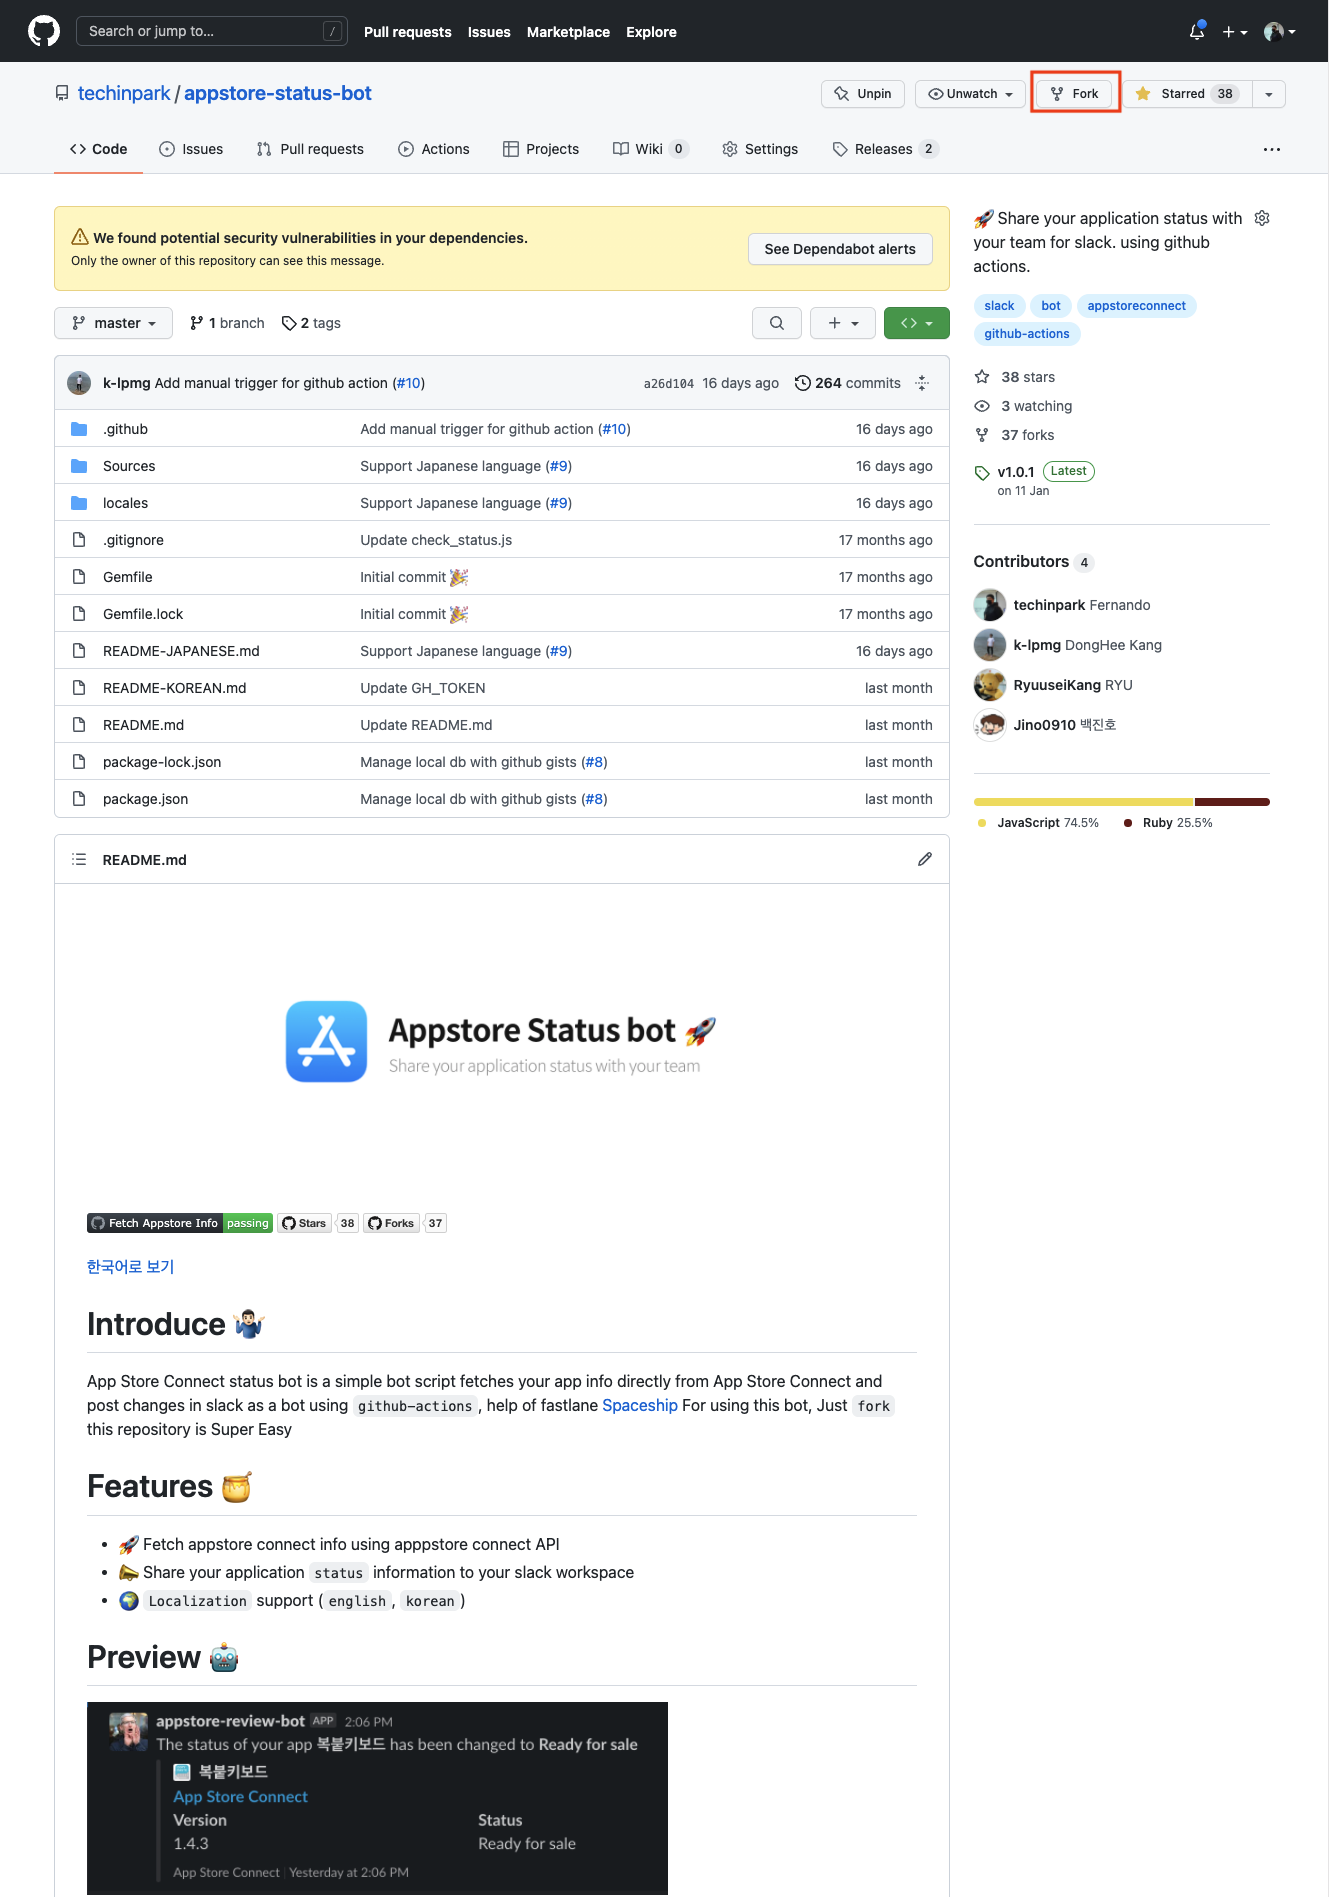 Search or jump to... /
Pull requests Issues Marketplace Explore
techinpark / appstore-status-bot
Unpin Unwatch Fork Starred 38
Code Issues Pull requests Actions Projects Wiki 0 Settings Releases 2
We found potential security vulnerabilities in your dependencies.
Only the owner of this repository can see this message.
See Dependabot alerts
master 1 branch 2 tags
k-lpmg Add manual trigger for github action (#10) a26d104 16 days ago 264 commits
.github Add manual trigger for github action (#10) 16 days ago
Sources Support Japanese language (#9) 16 days ago
locales Support Japanese language (#9) 16 days ago
.gitignore Update check_status.js 17 months ago
Gemfile Initial commit 🎉 17 months ago
Gemfile.lock Initial commit 🎉 17 months ago
README-JAPANESE.md Support Japanese language (#9) 16 days ago
README-KOREAN.md Update GH_TOKEN last month
README.md Update README.md last month
package-lock.json Manage local db with github gists (#8) last month
package.json Manage local db with github gists (#8) last month
🚀 Share your application status with
your team for slack. using github
actions.
slack bot appstoreconnect
github-actions
38 stars
3 watching
37 forks
v1.0.1 Latest
on 11 Jan
Contributors 4
techinpark Fernando
k-lpmg DongHee Kang
RyuuseiKang RYU
Jino0910 백진호
JavaScript 74.5% Ruby 25.5%
README.md
Appstore Status bot 🚀
Share your application status with your team
Fetch Appstore Info passing Stars 38 Forks 37
한국어로 보기
Introduce 🤷🏻‍♂️
App Store Connect status bot is a simple bot script fetches your app info directly from App Store Connect and
post changes in slack as a bot using github-actions, help of fastlane Spaceship For using this bot, Just fork
this repository is Super Easy
Features 🍯
• 🚀 Fetch appstore connect info using apppstore connect API
• 📣 Share your application status information to your slack workspace
• 🌍 Localization support (english, korean)
Preview 🤖
appstore-review-bot APP 2:06 PM
The status of your app 복붙키보드 has been changed to Ready for sale
복붙키보드
App Store Connect
Version Status
1.4.3 Ready for sale
App Store Connect | Yesterday at 2:06 PM